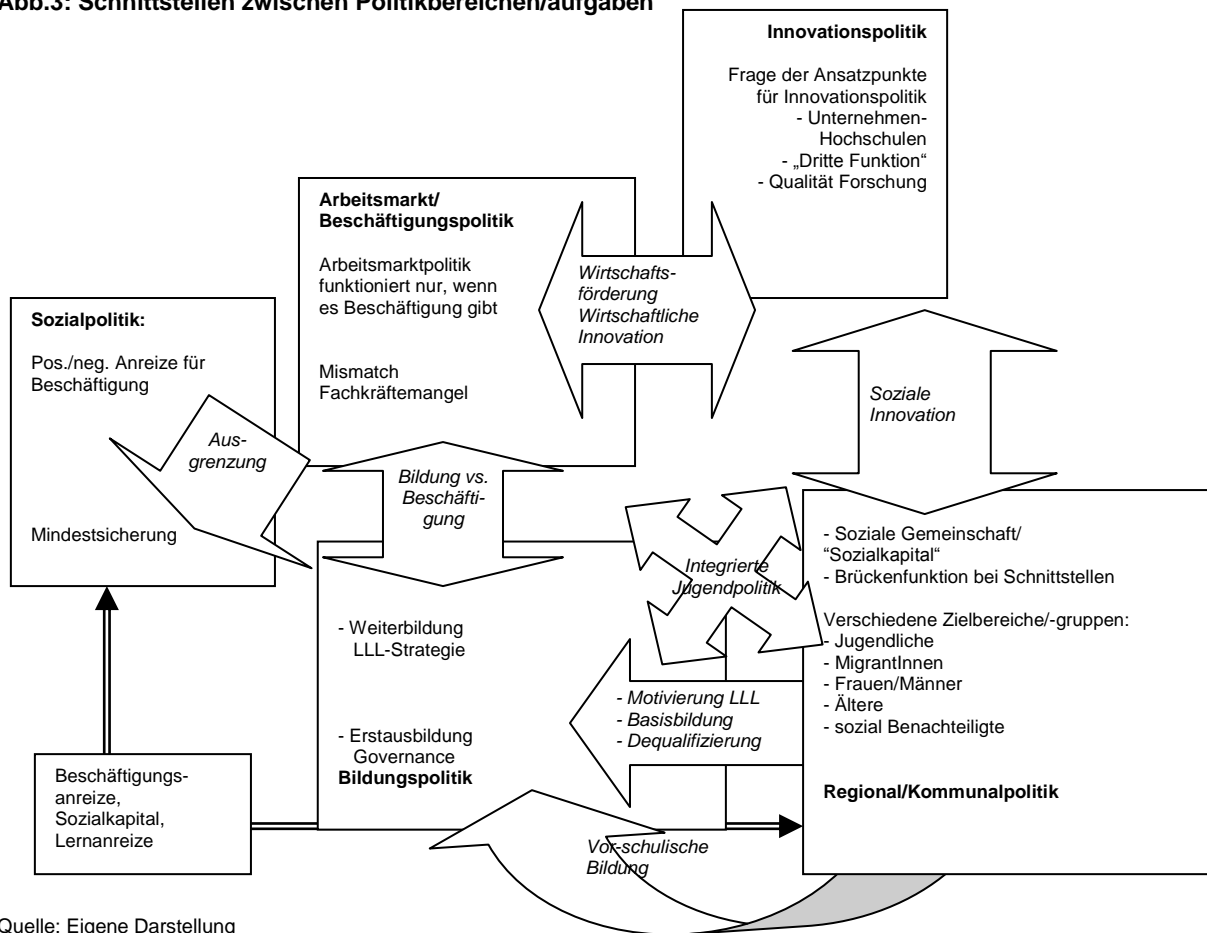 Abb.3: Schnittstellen zwischen Politikbereichen/aufgaben
Innovationspolitik
Frage der Ansatzpunkte
für Innovationspolitik
- Unternehmen-
Hochschulen
- „Dritte Funktion“
- Qualität Forschung
Arbeitsmarkt/
Beschäftigungspolitik
Arbeitsmarktpolitik
funktioniert nur, wenn
es Beschäftigung gibt
Mismatch
Fachkräftemangel
Wirtschafts-
förderung
Wirtschaftliche
Innovation
Sozialpolitik:
Pos./neg. Anreize für
Beschäftigung
Mindestsicherung
Aus-
grenzung
Bildung vs.
Beschäfti-
gung
Soziale
Innovation
Integrierte
Jugendpolitik
- Soziale Gemeinschaft/
“Sozialkapital“
- Brückenfunktion bei Schnittstellen
Verschiedene Zielbereiche/-gruppen:
- Jugendliche
- MigrantInnen
- Frauen/Männer
- Ältere
- sozial Benachteiligte
Regional/Kommunalpolitik
- Weiterbildung
LLL-Strategie
- Erstausbildung
Governance
Bildungspolitik
- Motivierung LLL
- Basisbildung
- Dequalifizierung
Beschäftigungs-
anreize,
Sozialkapital,
Lernanreize
Vor-schulische
Bildung
Quelle: Eigene Darstellung